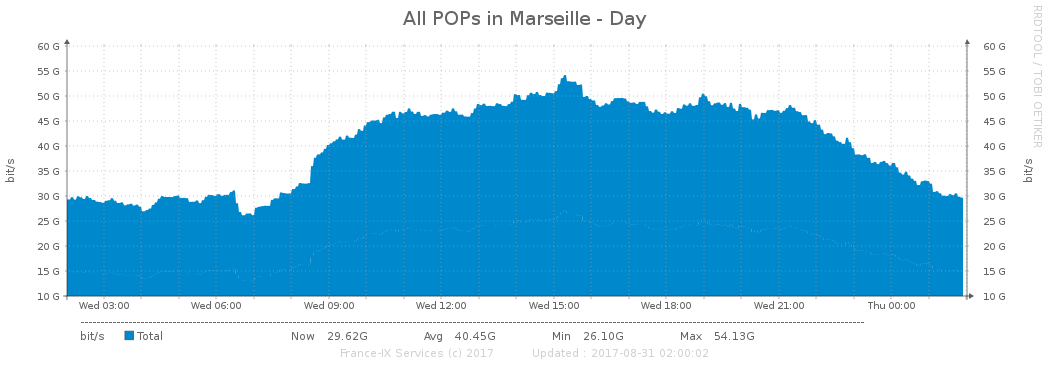 All POPs in Marseille - Day
RRDTOOL / TOBI OETIKER
60 G 60 G
55 G 55 G
50 G 50 G
45 G 45 G
40 G 40 G
35 G 35 G
30 G 30 G
25 G 25 G
20 G 20 G
15 G 15 G
10 G 10 G
bit/s bit/s
Wed 03:00 Wed 06:00 Wed 09:00 Wed 12:00 Wed 15:00 Wed 18:00 Wed 21:00 Thu 00:00
bit/s Total Now 29.62G Avg 40.45G Min 26.10G Max 54.13G
France-IX Services (c) 2017 Updated : 2017-08-31 02:00:02